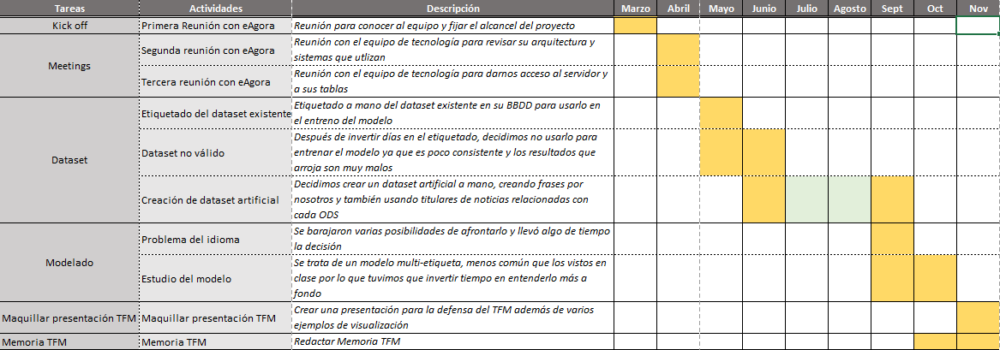 Tareas Actividades Descripción Marzo Abril Mayo Junio Julio Agosto Sept Oct Nov
Kick off Primera Reunión con eAgora Reunión para conocer al equipo y fijar el alcancel del proyecto
Meetings
Segunda reunión con eAgora
Reunión con el equipo de tecnología para revisar su arquitectura y
sistemas que utlizan
Tercera reunión con eAgora
Reunión con el equipo de tecnología para darnos acceso al servidor y
a sus tablas
Dataset
Etiquetado del dataset existente
Etiquetado a mano del dataset existente en su BBDD para usarlo en
el entreno del modelo
Dataset no válido
Después de invertir días en el etiquetado, decidimos no usarlo para
entrenar el modelo ya que es poco consistente y los resultados que
arroja son muy malos
Creación de dataset artificial
Decidimos crear un dataset artificial a mano, creando frases por
nosotros y también usando titulares de noticias relacionadas con
cada ODS
Modelado
Problema del idioma
Se barajaron varias posibilidades de afrontarlo y llevó algo de tiempo
la decisión
Estudio del modelo
Se trata de un modelo multi-etiqueta, menos común que los vistos en
clase por lo que tuvimos que invertir tiempo en entenderlo más a
fondo
Maquillar presentación TFM Maquillar presentación TFM
Crear una presentación para la defensa del TFM además de varios
ejemplos de visualización
Memoria TFM Memoria TFM Redactar Memoria TFM